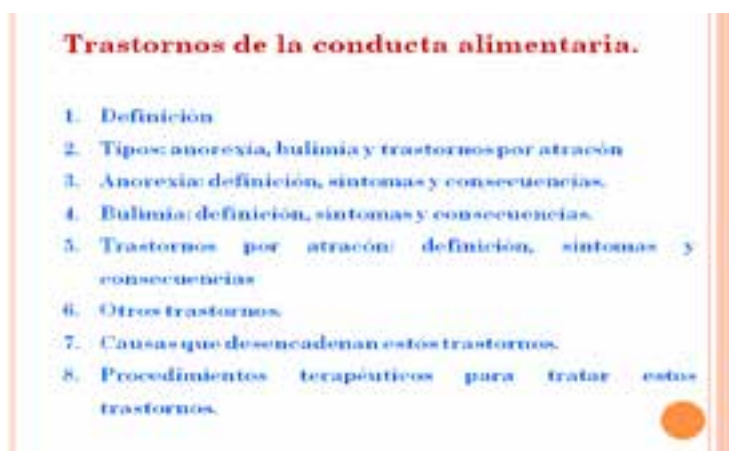 Trastornos de la conducta alimentaria.
1. Definición
2. Tipos: anorexia, bulimia y trastornos por atracón
3. Anorexia: definición, síntomas y consecuencias.
4. Bulimia: definición, síntomas y consecuencias.
5. Trastornos por atracón: definición, síntomas y
consecuencias
6. Otros trastornos.
7. Causas que desencadenan estos trastornos.
8. Procedimientos terapéuticos para tratar estos
trastornos.